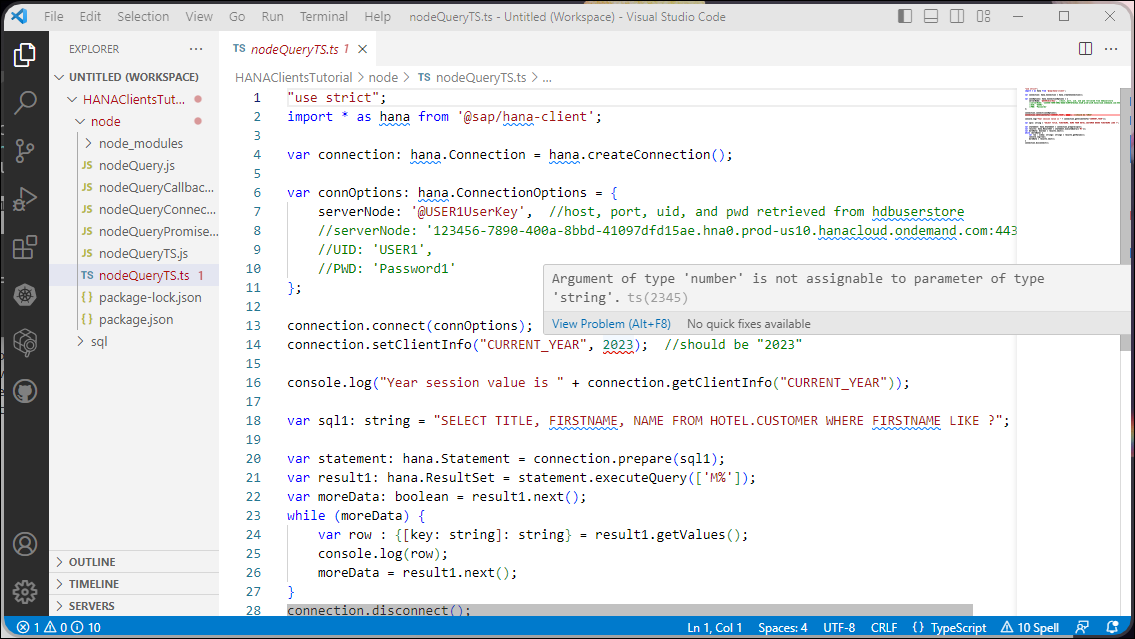 File Edit Selection View Go Run Terminal Help nodeQueryTS.ts - Untitled (Workspace) - Visual Studio Code
EXPLORER
UNTITLED (WORKSPACE)
HANAClientsTut...
node
node_modules
JS nodeQuery.js
JS nodeQueryCallbac...
JS nodeQueryConnec...
JS nodeQueryPromise...
JS nodeQueryTS.js
TS nodeQueryTS.ts 1
{} package-lock.json
{} package.json
sql
OUTLINE
TIMELINE
SERVERS
TS nodeQueryTS.ts 1
HANAClientsTutorial > node > TS nodeQueryTS.ts > ...
1 "use strict";
2 import * as hana from '@sap/hana-client';
3
4 var connection: hana.Connection = hana.createConnection();
5
6 var connOptions: hana.ConnectionOptions = {
7 serverNode: '@USER1UserKey', //host, port, uid, and pwd retrieved from hdbuserstore
8 //serverNode: '123456-7890-400a-8bbd-41097dfd15ae.hna0.prod-us10.hanacloud.ondemand.com:443
9 //UID: 'USER1',
10 //PWD: 'Password1'
11 };
12
13 connection.connect(connOptions);
14 connection.setClientInfo("CURRENT_YEAR", 2023); //should be "2023"
15
16 console.log("Year session value is " + connection.getClientInfo("CURRENT_YEAR"));
17
18 var sql1: string = "SELECT TITLE, FIRSTNAME, NAME FROM HOTEL.CUSTOMER WHERE FIRSTNAME LIKE ?";
19
20 var statement: hana.Statement = connection.prepare(sql1);
21 var result1: hana.ResultSet = statement.executeQuery(['M%']);
22 var moreData: boolean = result1.next();
23 while (moreData) {
24 var row : {[key: string]: string} = result1.getValues();
25 console.log(row);
26 moreData = result1.next();
27 }
28 connection.disconnect();
Argument of type 'number' is not assignable to parameter of type
'string'. ts(2345)
View Problem (Alt+F8) No quick fixes available
1 0 10 Ln 1, Col 1 Spaces: 4 UTF-8 CRLF {} TypeScript 10 Spell